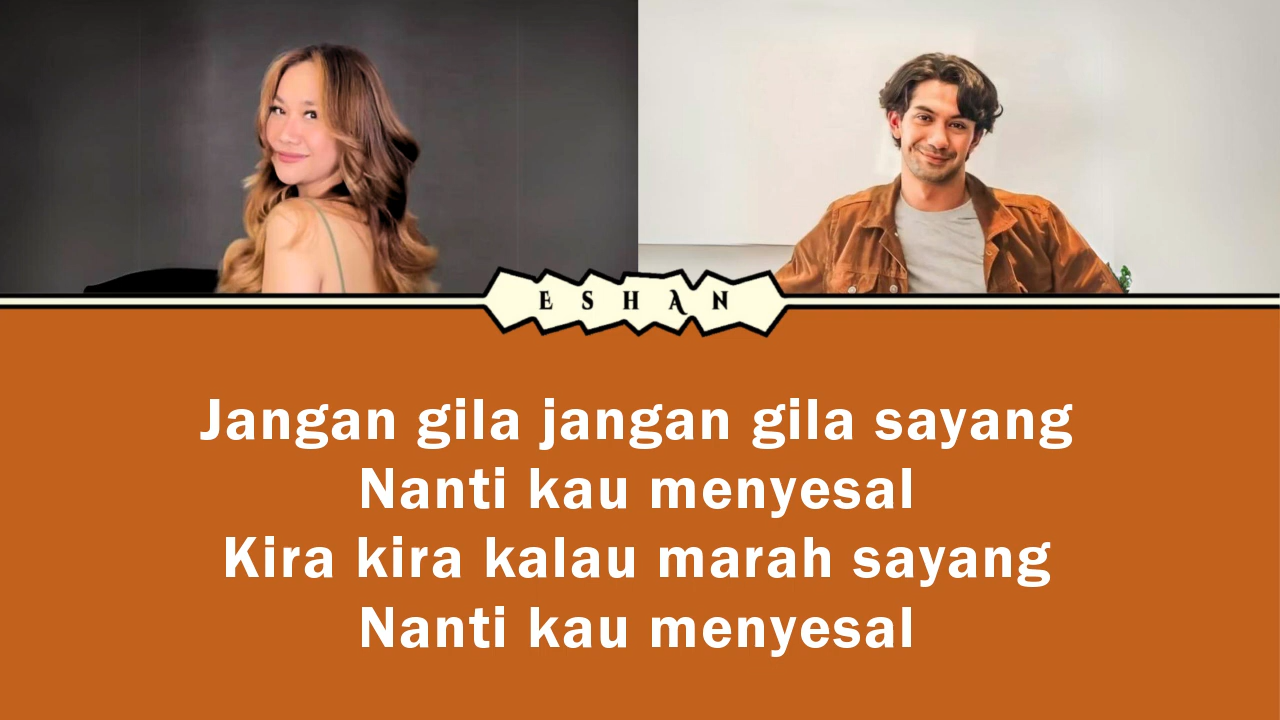 ESHAN
Jangan gila jangan gila sayang
Nanti kau menyesal
Kira kira kalau marah sayang
Nanti kau menyesal